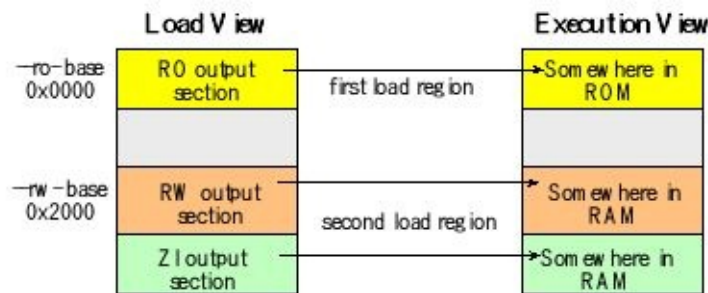 Load View
Execution View
—ro-base
0x0000
RO output
section
first load region
Somewhere in
ROM
—rw-base
0x2000
RW output
section
Somewhere in
RAM
second load region
ZI output
section
Somewhere in
RAM